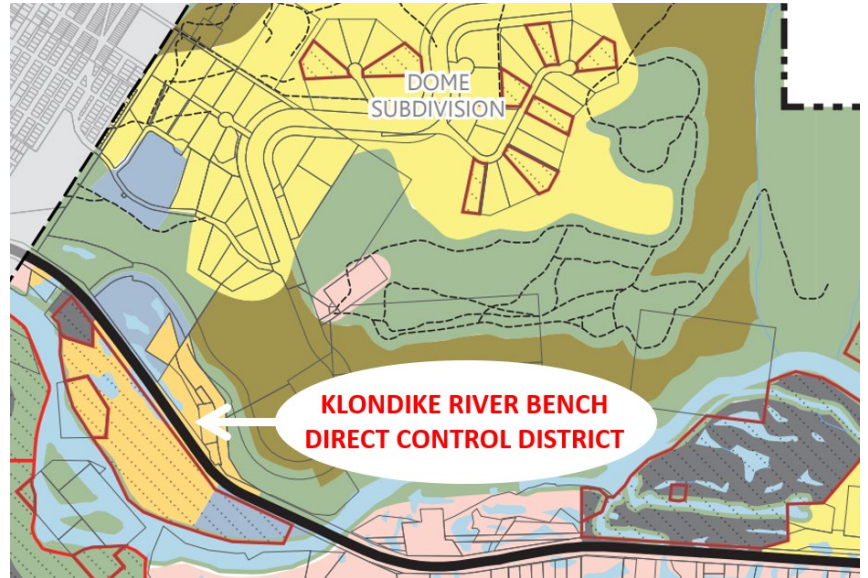 DOME
SUBDIVISION
KLONDIKE RIVER BENCH
DIRECT CONTROL DISTRICT